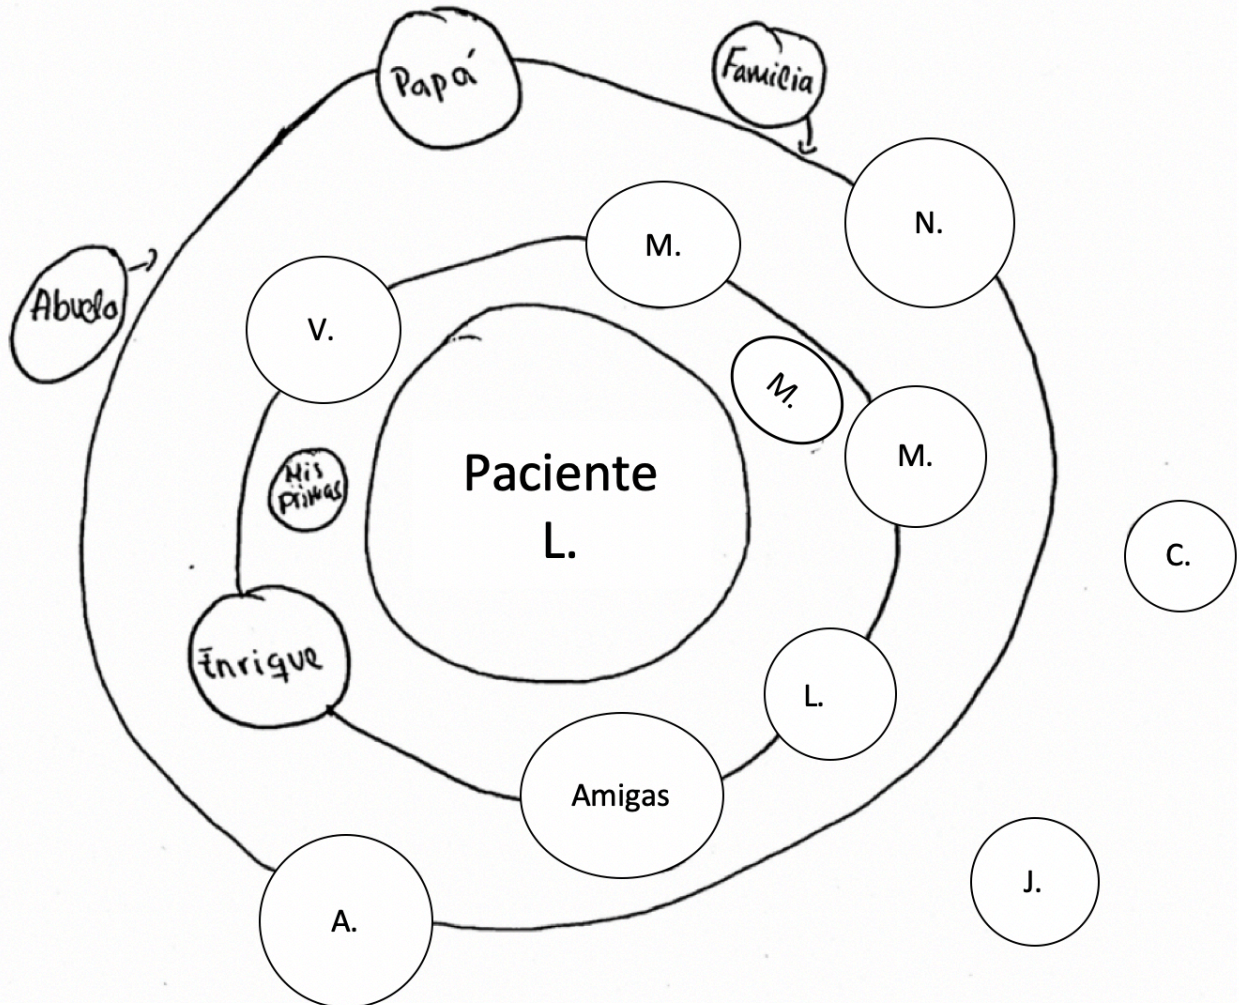 Papá
Familia
N.
M.
Abuelo
V.
M.
M.
Paciente
L.
Mis
primas
C.
Enrique
L.
Amigas
J.
A.